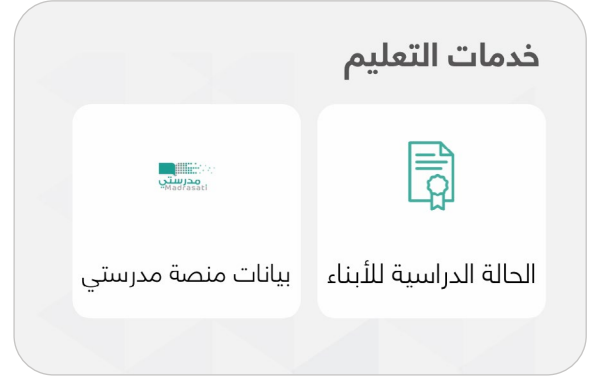 خدمات التعليم
الحالة الدراسية للأبناء
مدرستي
Madrasati
بيانات منصة مدرستي